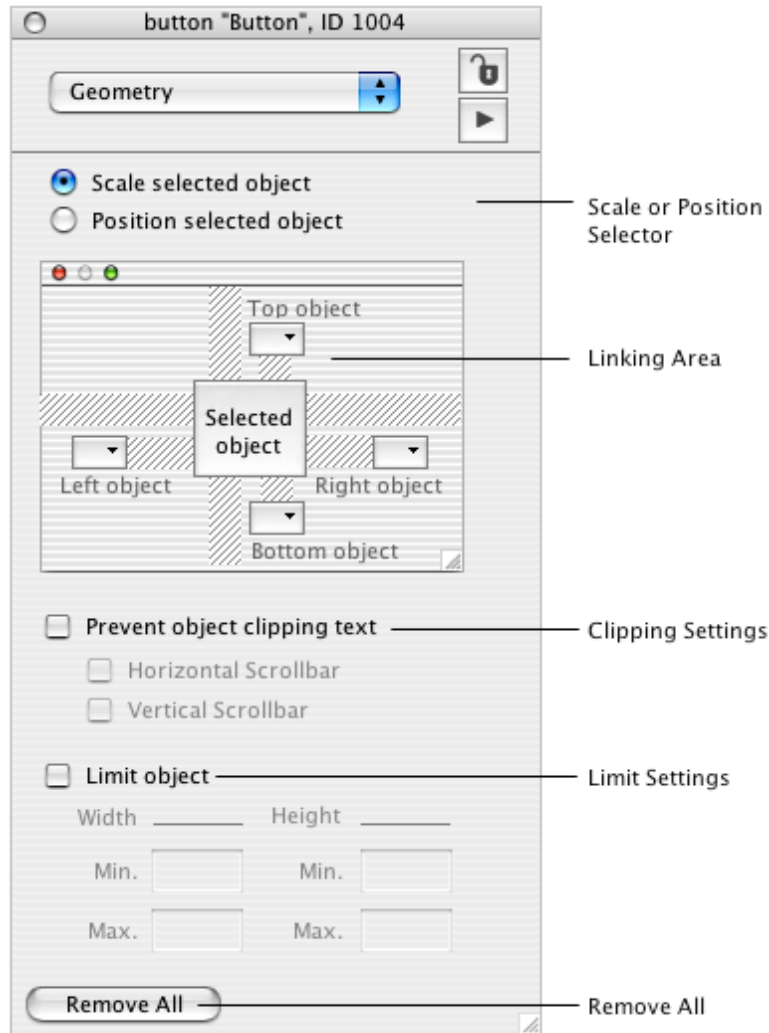 button "Button", ID 1004
Geometry
Scale selected object
Position selected object
Scale or Position
Selector
Top object
Linking Area
Selected
object
Left object
Right object
Bottom object
Prevent object clipping text
Clipping Settings
Horizontal Scrollbar
Vertical Scrollbar
Limit object
Limit Settings
Width
Height
Min.
Min.
Max.
Max.
Remove All
Remove All